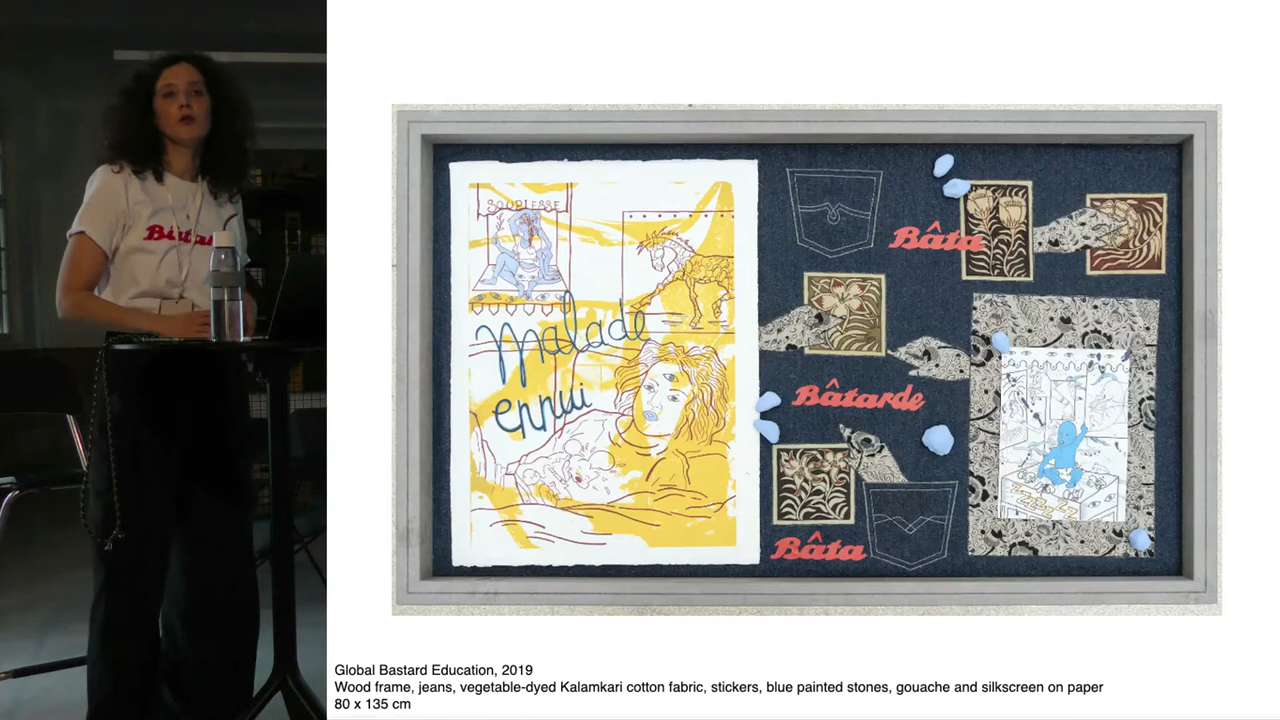 Bâta
SOUPLESSE
malade
ennui
Bâta
Bâtarde
Bâta
Global Bastard Education, 2019
Wood frame, jeans, vegetable-dyed Kalamkari cotton fabric, stickers, blue painted stones, gouache and silkscreen on paper
80 x 135 cm